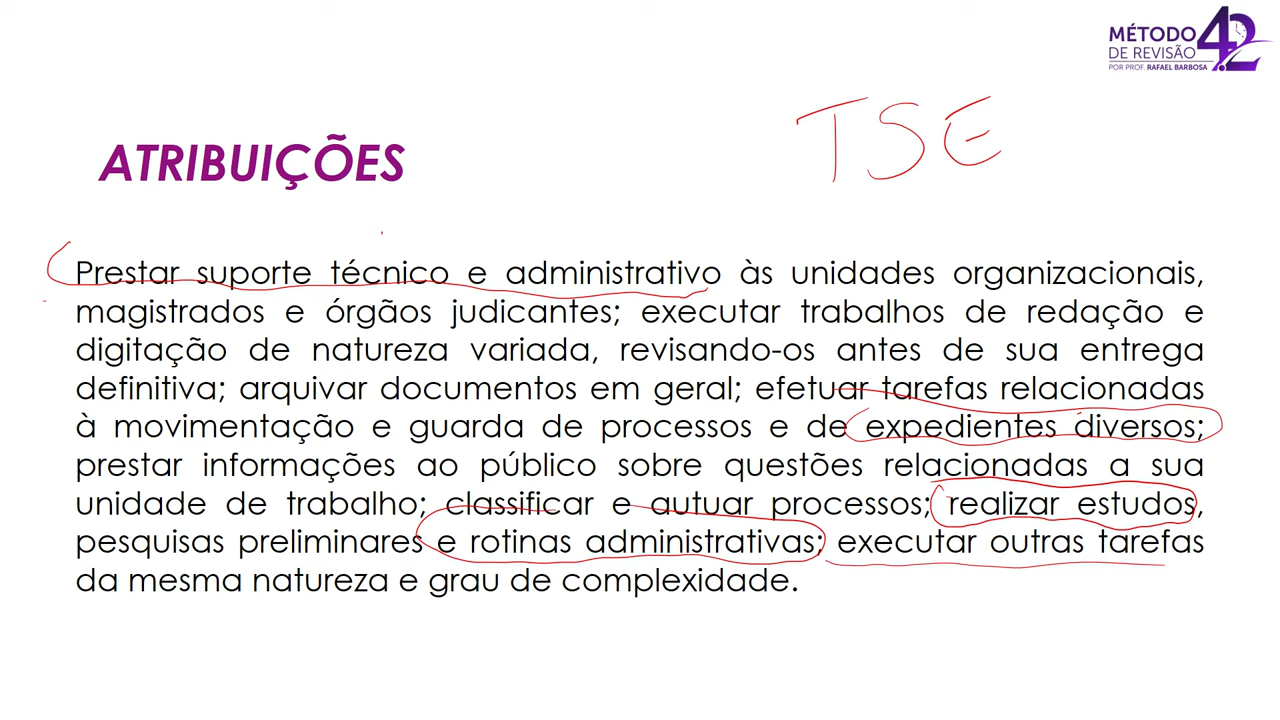 MÉTODO 4.2
DE REVISÃO
POR PROF. RAFAEL BARBOSA
TSE
ATRIBUIÇÕES
Prestar suporte técnico e administrativo às unidades organizacionais,
magistrados e órgãos judicantes; executar trabalhos de redação e
digitação de natureza variada, revisando-os antes de sua entrega
definitiva; arquivar documentos em geral; efetuar tarefas relacionadas
à movimentação e guarda de processos e de expedientes diversos;
prestar informações ao público sobre questões relacionadas a sua
unidade de trabalho; classificar e autuar processos; realizar estudos,
pesquisas preliminares e rotinas administrativas; executar outras tarefas
da mesma natureza e grau de complexidade.